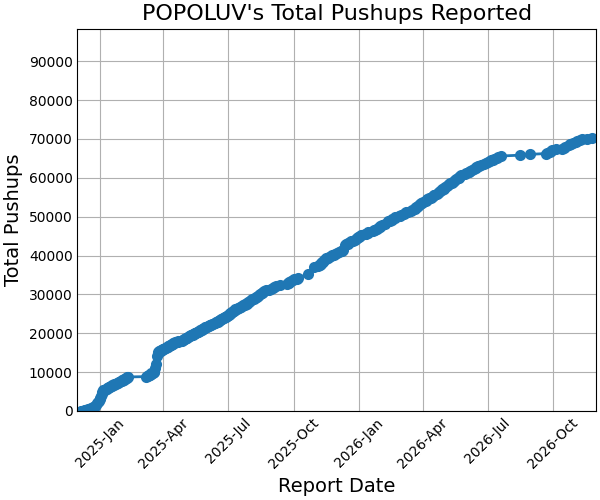 POPOLUV's Total Pushups Reported
Total Pushups
90000
80000
70000
60000
50000
40000
30000
20000
10000
0
2025-Jan
2025-Apr
2025-Jul
2025-Oct
2026-Jan
2026-Apr
2026-Jul
2026-Oct
Report Date